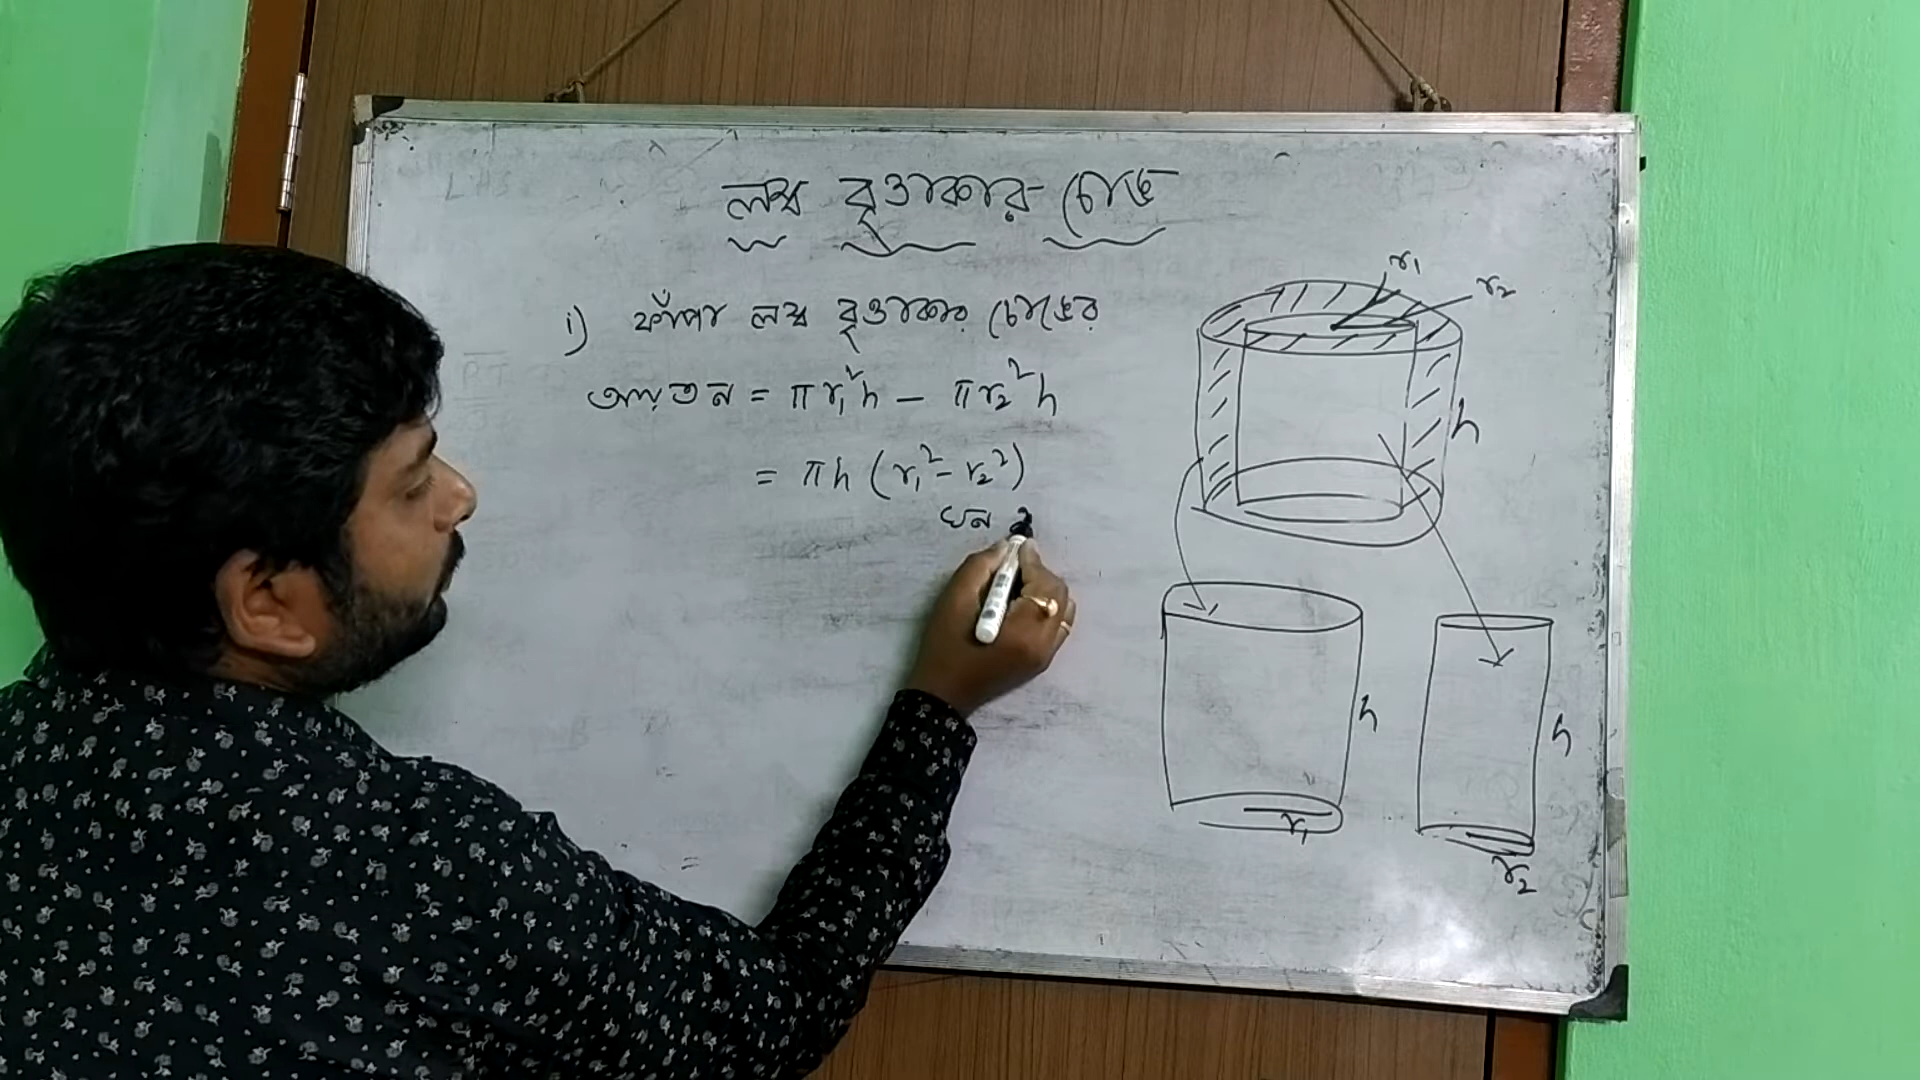 লম্ব বৃত্তাকার চোঙ
i) ফাঁপা লম্ব বৃত্তাকার চোঙের
আয়তন = πr₁²h − πr₂²h
= πh (r₁² − r₂²)
ঘন
r₁
r₂
h
h
r₁
h
r₂